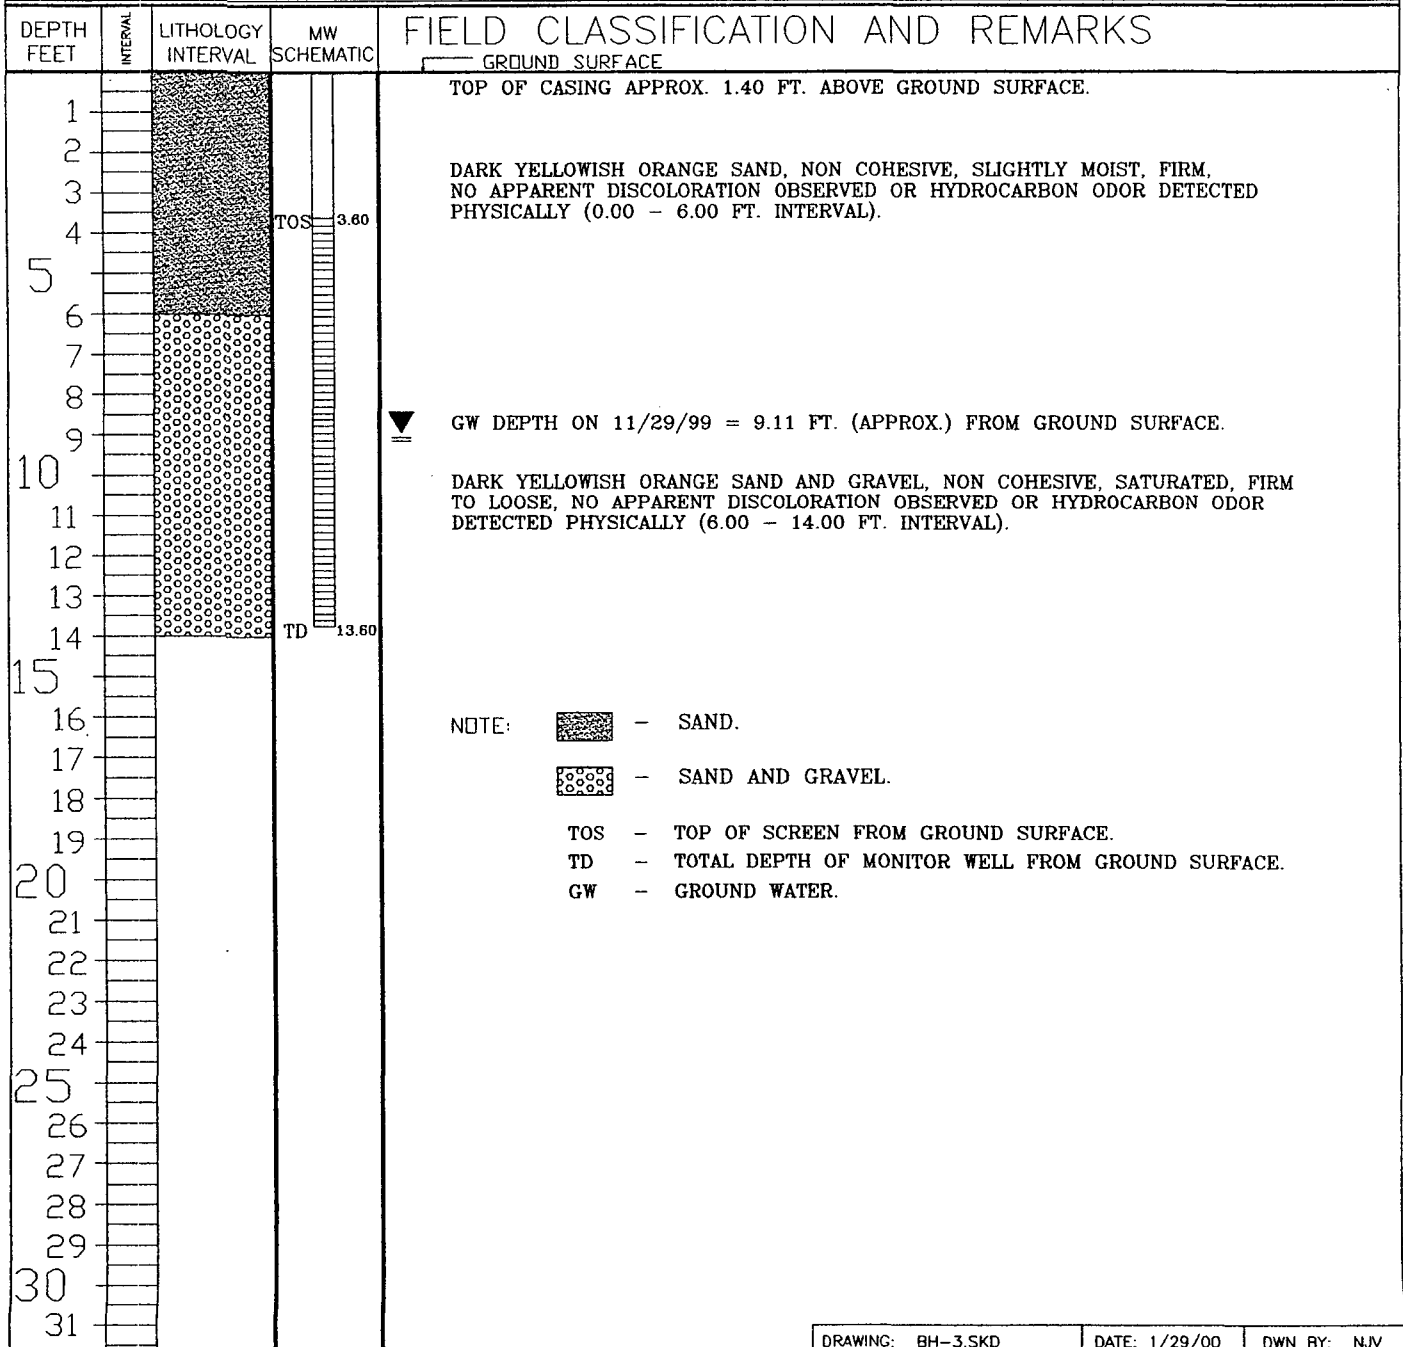 DEPTH FEET
INTERVAL
LITHOLOGY INTERVAL
MW SCHEMATIC
FIELD CLASSIFICATION AND REMARKS
GROUND SURFACE
TOP OF CASING APPROX. 1.40 FT. ABOVE GROUND SURFACE.
1
2
DARK YELLOWISH ORANGE SAND, NON COHESIVE, SLIGHTLY MOIST, FIRM,
3
NO APPARENT DISCOLORATION OBSERVED OR HYDROCARBON ODOR DETECTED
PHYSICALLY (0.00 – 6.00 FT. INTERVAL).
TOS 3.60
4
5
6
7
8
GW DEPTH ON 11/29/99 = 9.11 FT. (APPROX.) FROM GROUND SURFACE.
9
10
DARK YELLOWISH ORANGE SAND AND GRAVEL, NON COHESIVE, SATURATED, FIRM
TO LOOSE, NO APPARENT DISCOLORATION OBSERVED OR HYDROCARBON ODOR
11
DETECTED PHYSICALLY (6.00 – 14.00 FT. INTERVAL).
12
13
TD 13.60
14
15
16
NOTE: – SAND.
17
– SAND AND GRAVEL.
18
19
TOS – TOP OF SCREEN FROM GROUND SURFACE.
TD – TOTAL DEPTH OF MONITOR WELL FROM GROUND SURFACE.
20
GW – GROUND WATER.
21
22
23
24
25
26
27
28
29
30
31
DRAWING: BH-3.SKD DATE: 1/29/00 DWN BY: NJV